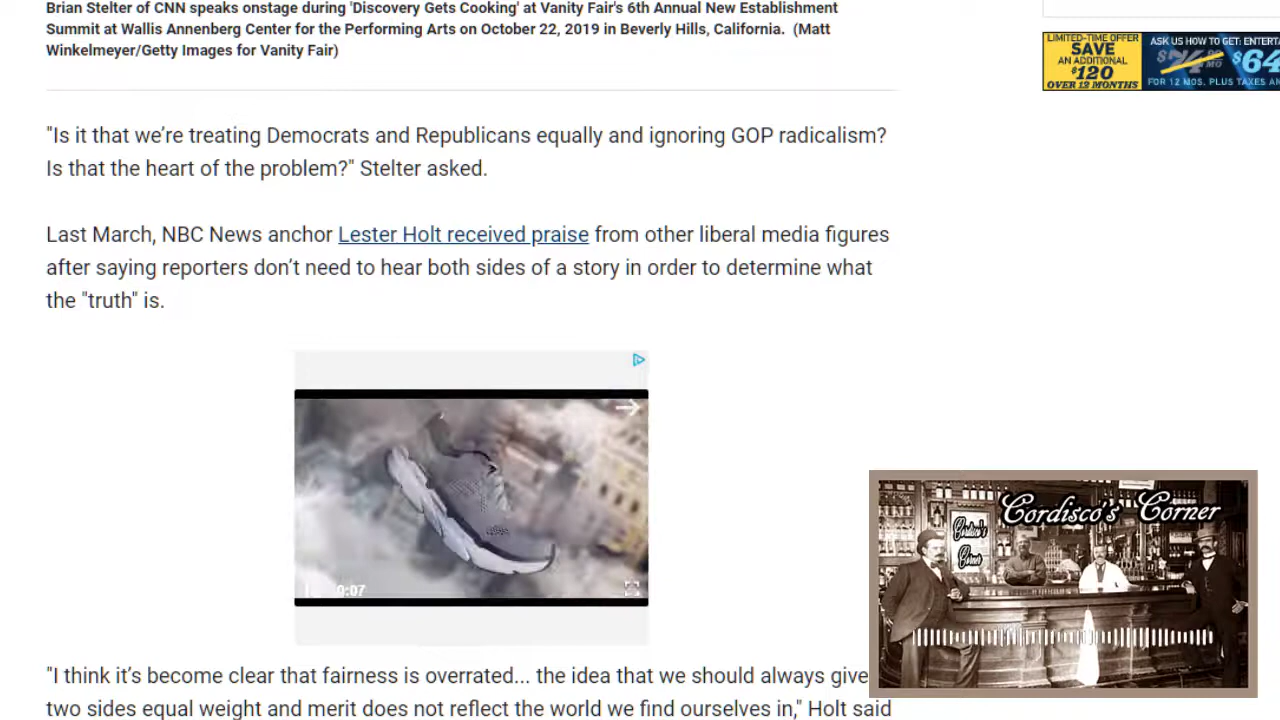 Brian Stelter of CNN speaks onstage during 'Discovery Gets Cooking' at Vanity Fair's 6th Annual New Establishment
Summit at Wallis Annenberg Center for the Performing Arts on October 22, 2019 in Beverly Hills, California.  (Matt
Winkelmeyer/Getty Images for Vanity Fair)
LIMITED-TIME OFFER
SAVE
AN ADDITIONAL
$120
OVER 12 MONTHS
ASK US HOW TO GET: ENTERTA
$64
FOR 12 MOS. PLUS TAXES AN
"Is it that we’re treating Democrats and Republicans equally and ignoring GOP radicalism?
Is that the heart of the problem?" Stelter asked.
Last March, NBC News anchor Lester Holt received praise from other liberal media figures
after saying reporters don’t need to hear both sides of a story in order to determine what
the "truth" is.
0:07
Cordisco's Corner
Cordisco's
Corner
"I think it’s become clear that fairness is overrated... the idea that we should always give
two sides equal weight and merit does not reflect the world we find ourselves in," Holt said